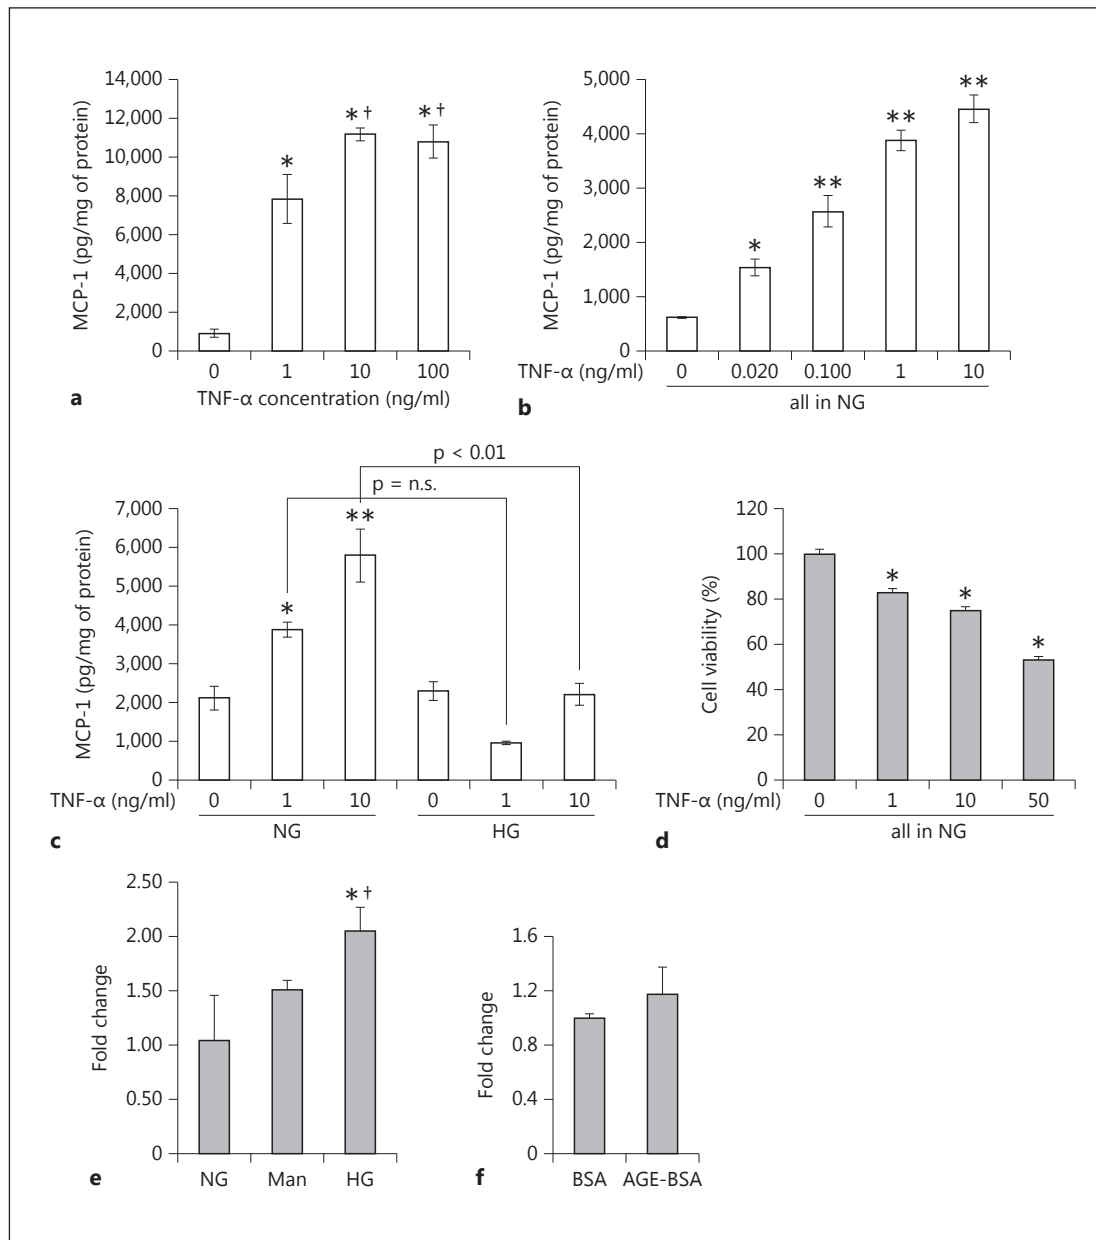 14,000
12,000
10,000
8,000
6,000
4,000
2,000
0
MCP-1 (pg/mg of protein)
*
*†
*†
0 1 10 100
TNF-α concentration (ng/ml)
a
5,000
4,000
3,000
2,000
1,000
0
MCP-1 (pg/mg of protein)
*
**
**
**
TNF-α (ng/ml) 0 0.020 0.100 1 10
all in NG
b
p < 0.01
p = n.s.
7,000
6,000
5,000
4,000
3,000
2,000
1,000
0
MCP-1 (pg/mg of protein)
*
**
TNF-α (ng/ml) 0 1 10 0 1 10
NG HG
c
120
100
80
60
40
20
0
Cell viability (%)
*
*
*
TNF-α (ng/ml) 0 1 10 50
all in NG
d
2.50
2.00
1.50
1.00
0.50
0
Fold change
*†
NG Man HG
e
1.6
1.2
0.8
0.4
0
Fold change
BSA AGE-BSA
f